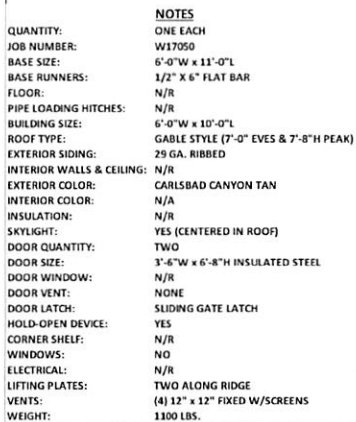 NOTES
QUANTITY: ONE EACH
JOB NUMBER: W17050
BASE SIZE: 6'-0"W x 11'-0"L
BASE RUNNERS: 1/2" X 6" FLAT BAR
FLOOR: N/R
PIPE LOADING HITCHES: N/R
BUILDING SIZE: 6'-0"W x 10'-0"L
ROOF TYPE: GABLE STYLE (7'-0" EVES & 7'-8"H PEAK)
EXTERIOR SIDING: 29 GA. RIBBED
INTERIOR WALLS & CEILING: N/R
EXTERIOR COLOR: CARLSBAD CANYON TAN
INTERIOR COLOR: N/A
INSULATION: N/R
SKYLIGHT: YES (CENTERED IN ROOF)
DOOR QUANTITY: TWO
DOOR SIZE: 3'-6"W x 6'-8"H INSULATED STEEL
DOOR WINDOW: N/R
DOOR VENT: NONE
DOOR LATCH: SLIDING GATE LATCH
HOLD-OPEN DEVICE: YES
CORNER SHELF: N/R
WINDOWS: NO
ELECTRICAL: N/R
LIFTING PLATES: TWO ALONG RIDGE
VENTS: (4) 12" x 12" FIXED W/SCREENS
WEIGHT: 1100 LBS.